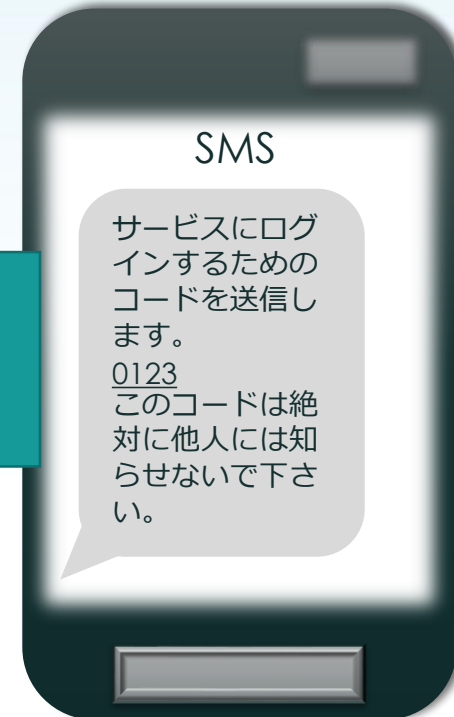 SMS
サービスにログ
インするための
コードを送信し
ます。
0123
このコードは絶
対に他人には知
らせないで下さ
い。